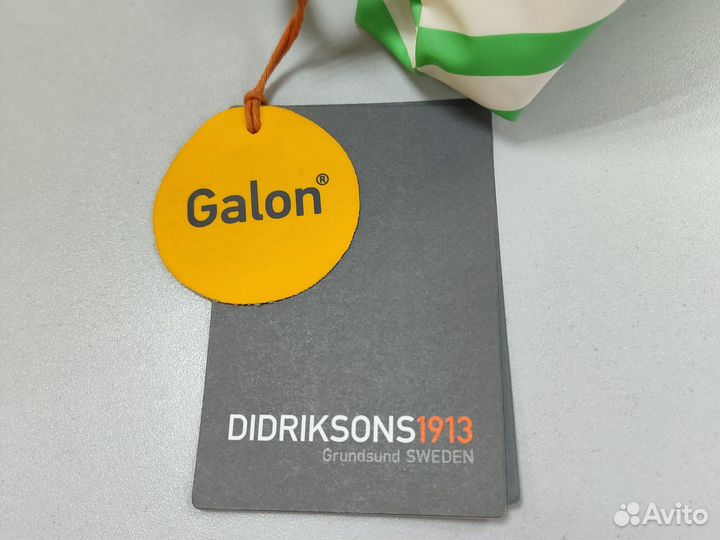 Galon®
DIDRIKSONS1913
Grundsund SWEDEN
Avito